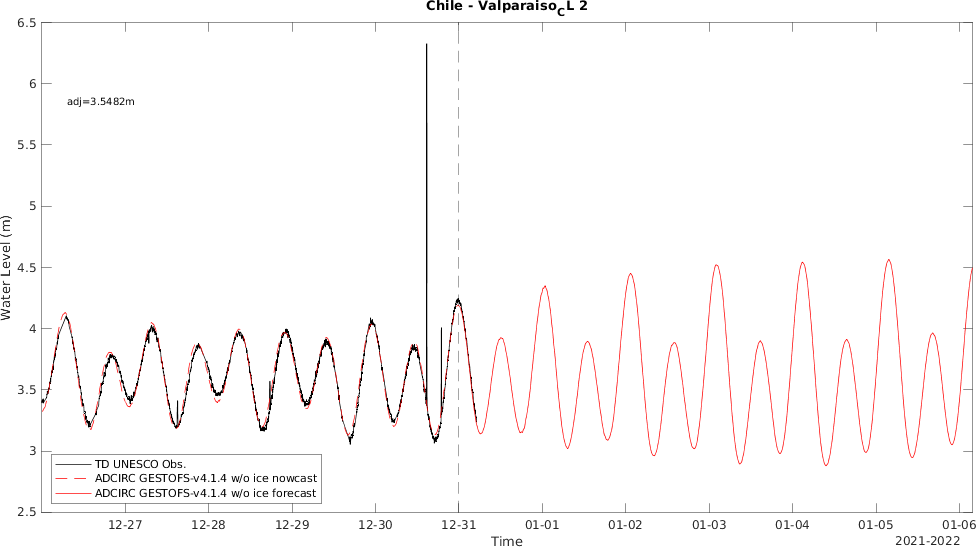 Chile - Valparaiso_CL 2
6.5
6
5.5
5
4.5
4
3.5
3
2.5
Water Level (m)
adj=3.5482m
TD UNESCO Obs.
ADCIRC GESTOFS-v4.1.4 w/o ice nowcast
ADCIRC GESTOFS-v4.1.4 w/o ice forecast
12-27 12-28 12-29 12-30 12-31 01-01 01-02 01-03 01-04 01-05 01-06
Time
2021-2022